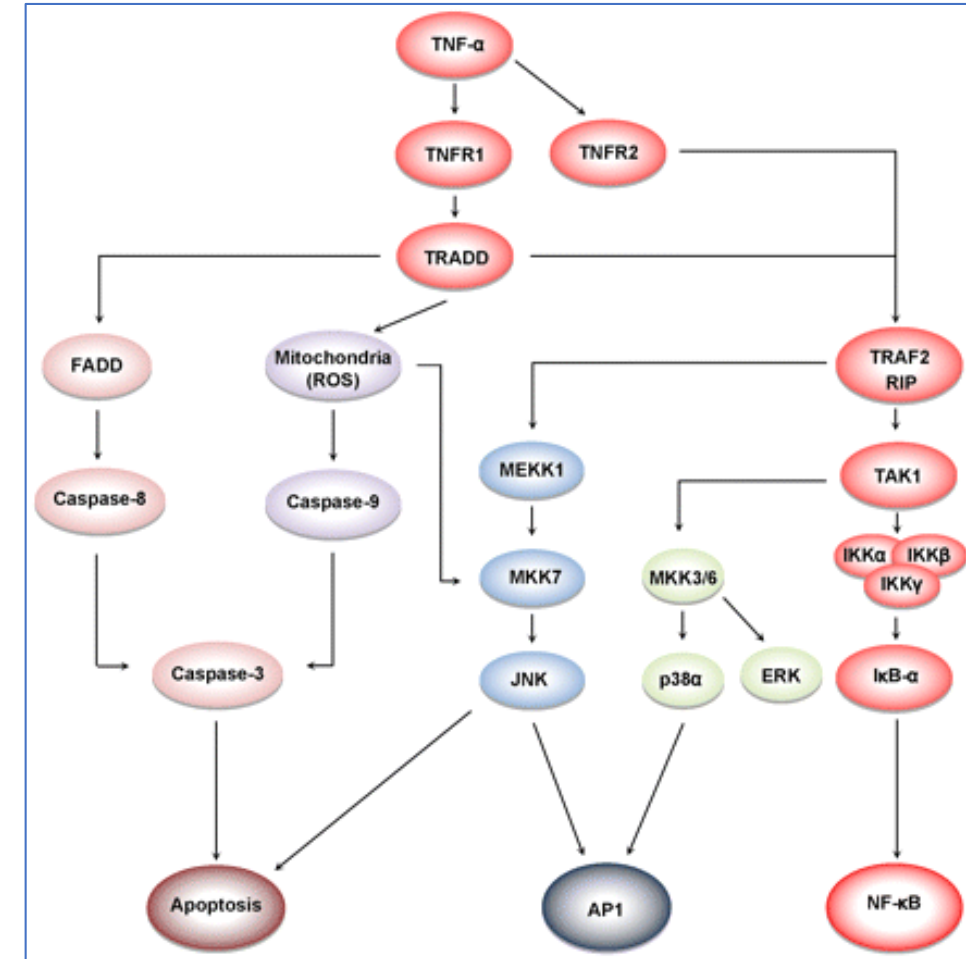 TNF-α
TNFR1
TNFR2
TRADD
FADD
Mitochondria
(ROS)
TRAF2
RIP
MEKK1
TAK1
Caspase-8
Caspase-9
IKKα
IKKβ
IKKγ
MKK7
MKK3/6
Caspase-3
JNK
p38α
ERK
IκB-α
Apoptosis
AP1
NF-κB